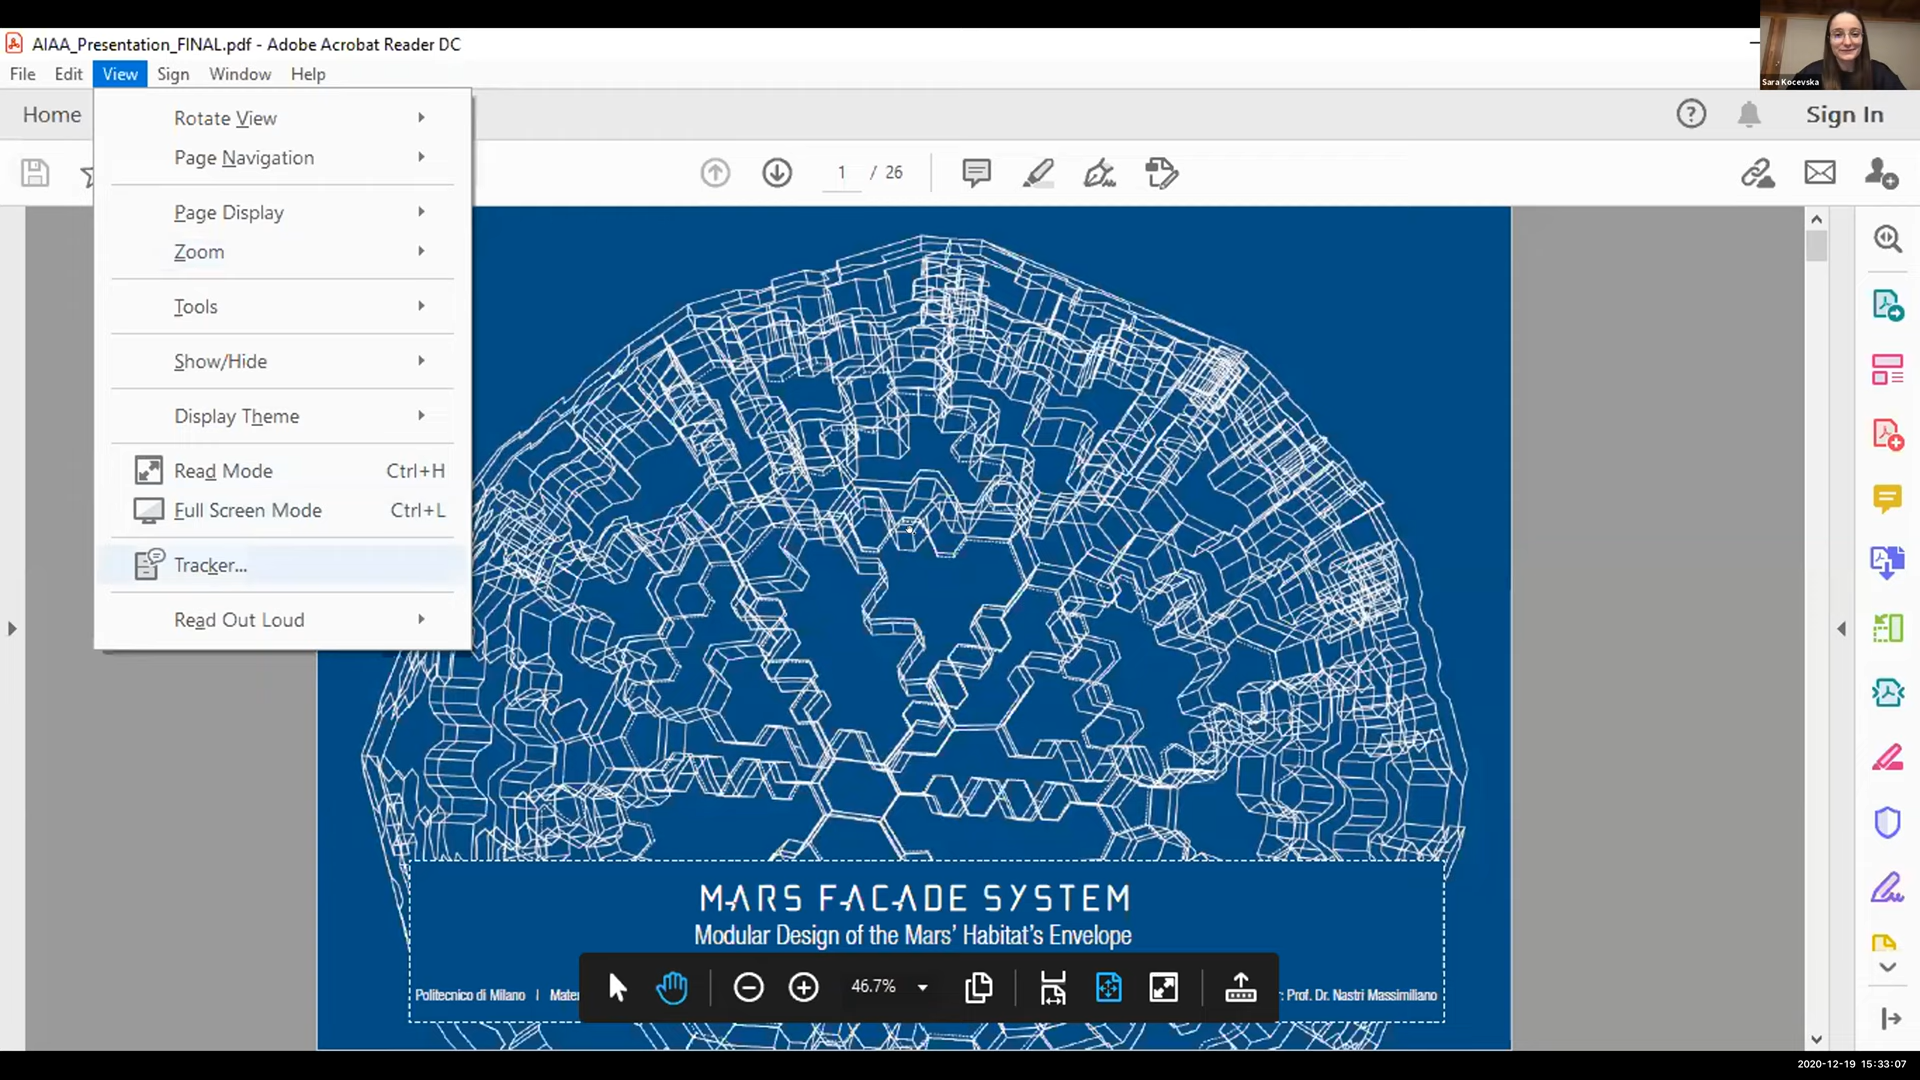 AIAA_Presentation_FINAL.pdf - Adobe Acrobat Reader DC
Sara Kocevska
File Edit View Sign Window Help
Home
Sign In
1 / 26
Rotate View
Page Navigation
Page Display
Zoom
Tools
Show/Hide
Display Theme
Read Mode Ctrl+H
Full Screen Mode Ctrl+L
Tracker...
Read Out Loud
MARS FACADE SYSTEM
Modular Design of the Mars' Habitat's Envelope
Politecnico di Milano |
: Prof. Dr. Nastri Massimiliano
46.7%
2020-12-19 15:33:07